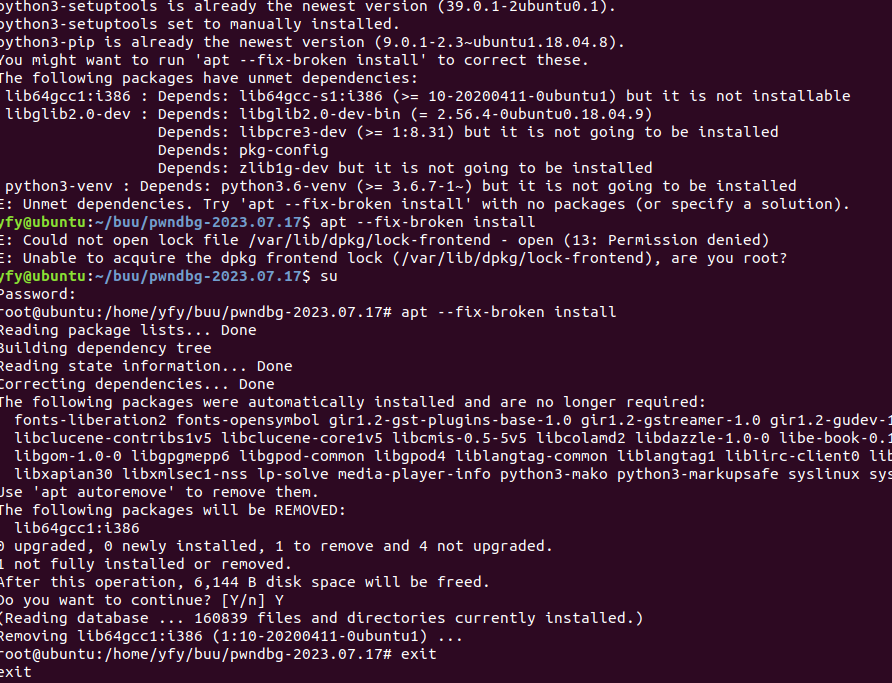 python3-setuptools is already the newest version (39.0.1-2ubuntu0.1).
python3-setuptools set to manually installed.
python3-pip is already the newest version (9.0.1-2.3~ubuntu1.18.04.8).
You might want to run 'apt --fix-broken install' to correct these.
The following packages have unmet dependencies:
lib64gcc1:i386 : Depends: lib64gcc-s1:i386 (>= 10-20200411-0ubuntu1) but it is not installable
libglib2.0-dev : Depends: libglib2.0-dev-bin (= 2.56.4-0ubuntu0.18.04.9)
Depends: libpcre3-dev (>= 1:8.31) but it is not going to be installed
Depends: pkg-config
Depends: zlib1g-dev but it is not going to be installed
python3-venv : Depends: python3.6-venv (>= 3.6.7-1~) but it is not going to be installed
E: Unmet dependencies. Try 'apt --fix-broken install' with no packages (or specify a solution).
yfy@ubuntu:~/buu/pwndbg-2023.07.17$ apt --fix-broken install
E: Could not open lock file /var/lib/dpkg/lock-frontend - open (13: Permission denied)
E: Unable to acquire the dpkg frontend lock (/var/lib/dpkg/lock-frontend), are you root?
yfy@ubuntu:~/buu/pwndbg-2023.07.17$ su
Password:
root@ubuntu:/home/yfy/buu/pwndbg-2023.07.17# apt --fix-broken install
Reading package lists... Done
Building dependency tree
Reading state information... Done
Correcting dependencies... Done
The following packages were automatically installed and are no longer required:
fonts-liberation2 fonts-opensymbol gir1.2-gst-plugins-base-1.0 gir1.2-gstreamer-1.0 gir1.2-gudev-1
libclucene-contribs1v5 libclucene-core1v5 libcmis-0.5-5v5 libcolamd2 libdazzle-1.0-0 libe-book-0.1
libgom-1.0-0 libgpgmepp6 libgpod-common libgpod4 liblangtag-common liblangtag1 liblirc-client0 lib
libxapian30 libxmlsec1-nss lp-solve media-player-info python3-mako python3-markupsafe syslinux sys
Use 'apt autoremove' to remove them.
The following packages will be REMOVED:
lib64gcc1:i386
0 upgraded, 0 newly installed, 1 to remove and 4 not upgraded.
1 not fully installed or removed.
After this operation, 6,144 B disk space will be freed.
Do you want to continue? [Y/n] Y
(Reading database ... 160839 files and directories currently installed.)
Removing lib64gcc1:i386 (1:10-20200411-0ubuntu1) ...
root@ubuntu:/home/yfy/buu/pwndbg-2023.07.17# exit
exit